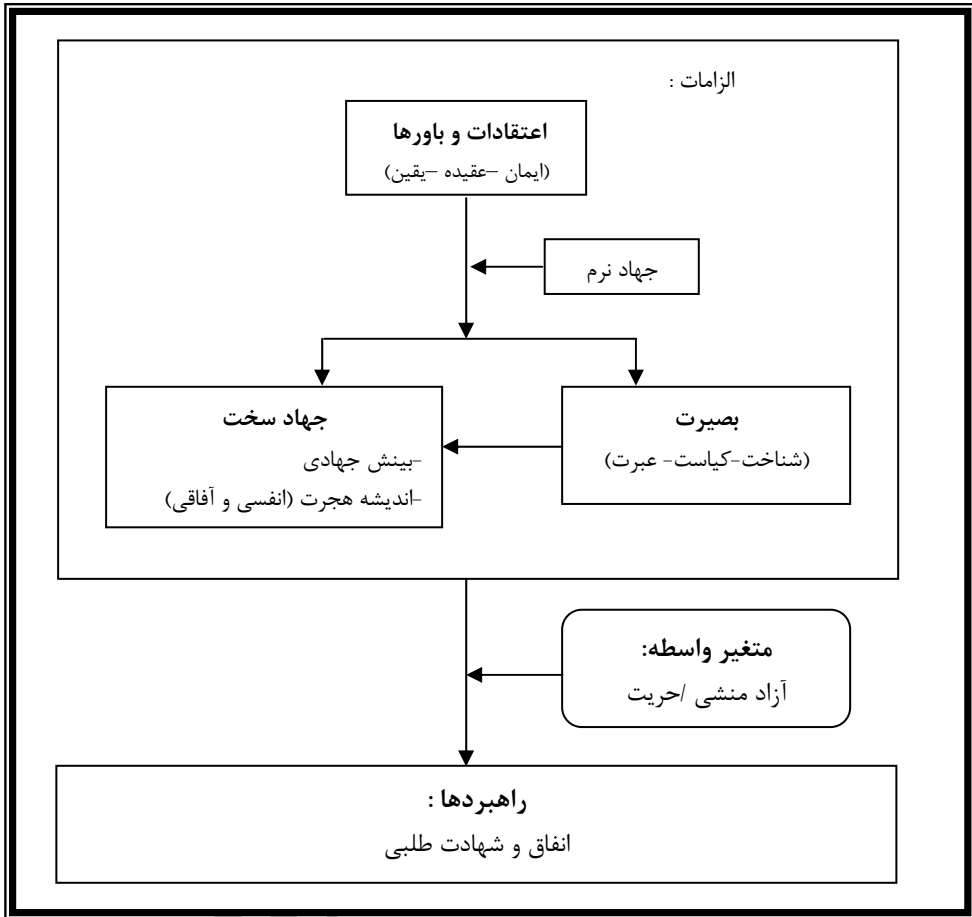 الزامات :
اعتقادات و باورها
(ایمان –عقیده –یقین)
جهاد نرم
بصیرت
(شناخت-کیاست- عبرت)
جهاد سخت
-بینش جهادی
-اندیشه هجرت (انفسی و آفاقی)
متغیر واسطه:
آزاد منشی /حریت
راهبردها :
انفاق و شهادت طلبی